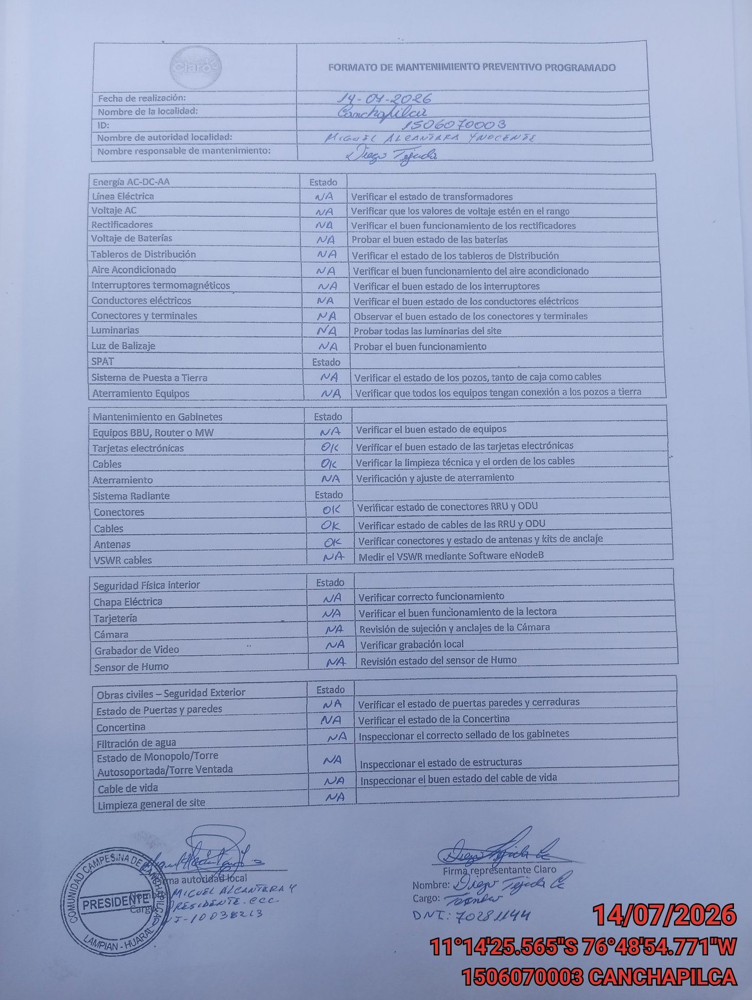 Claro
FORMATO DE MANTENIMIENTO PREVENTIVO PROGRAMADO
Fecha de realización: 14-07-2026
Nombre de la localidad: Canchapilca
ID: 1506070003
Nombre de autoridad localidad: MIGUEL ALCANTARA YNOCENTE
Nombre responsable de mantenimiento: Diego Tejeda
Energía AC-DC-AA Estado
Línea Eléctrica NA Verificar el estado de transformadores
Voltaje AC NA Verificar que los valores de voltaje estén en el rango
Rectificadores NA Verificar el buen funcionamiento de los rectificadores
Voltaje de Baterías NA Probar el buen estado de las baterías
Tableros de Distribución NA Verificar el estado de los tableros de Distribución
Aire Acondicionado NA Verificar el buen funcionamiento del aire acondicionado
Interruptores termomagnéticos NA Verificar el buen estado de los interruptores
Conductores eléctricos NA Verificar el buen estado de los conductores eléctricos
Conectores y terminales NA Observar el buen estado de los conectores y terminales
Luminarias NA Probar todas las luminarias del site
Luz de Balizaje NA Probar el buen funcionamiento
SPAT Estado
Sistema de Puesta a Tierra NA Verificar el estado de los pozos, tanto de caja como cables
Aterramiento Equipos NA Verificar que todos los equipos tengan conexión a los pozos a tierra
Mantenimiento en Gabinetes Estado
Equipos BBU, Router o MW NA Verificar el buen estado de equipos
Tarjetas electrónicas OK Verificar el buen estado de las tarjetas electrónicas
Cables OK Verificar la limpieza técnica y el orden de los cables
Aterramiento NA Verificación y ajuste de aterramiento
Sistema Radiante Estado
Conectores OK Verificar estado de conectores RRU y ODU
Cables OK Verificar estado de cables de las RRU y ODU
Antenas OK Verificar conectores y estado de antenas y kits de anclaje
VSWR cables NA Medir el VSWR mediante Software eNodeB
Seguridad Física interior Estado
Chapa Eléctrica NA Verificar correcto funcionamiento
Tarjetería NA Verificar el buen funcionamiento de la lectora
Cámara NA Revisión de sujeción y anclajes de la Cámara
Grabador de Video NA Verificar grabación local
Sensor de Humo NA Revisión estado del sensor de Humo
Obras civiles – Seguridad Exterior Estado
Estado de Puertas y paredes NA Verificar el estado de puertas paredes y cerraduras
Concertina NA Verificar el estado de la Concertina
Filtración de agua NA Inspeccionar el correcto sellado de los gabinetes
Estado de Monopolo/Torre
Autosoportada/Torre Ventada NA Inspeccionar el estado de estructuras
Cable de vida NA Inspeccionar el buen estado del cable de vida
Limpieza general de site NA
Firma autoridad local
Nombre: MIGUEL ALCANTARA Y
Cargo: PRESIDENTE. CCC.
10038213
COMUNIDAD CAMPESINA DE CANCHAPILCA
PRESIDENTE
LAMPIAN - HUARAL
Firma representante Claro
Nombre: Diego Tejeda
Cargo:
DNI: 70281144
14/07/2026
11°14'25.565"S 76°48'54.771"W
1506070003 CANCHAPILCA